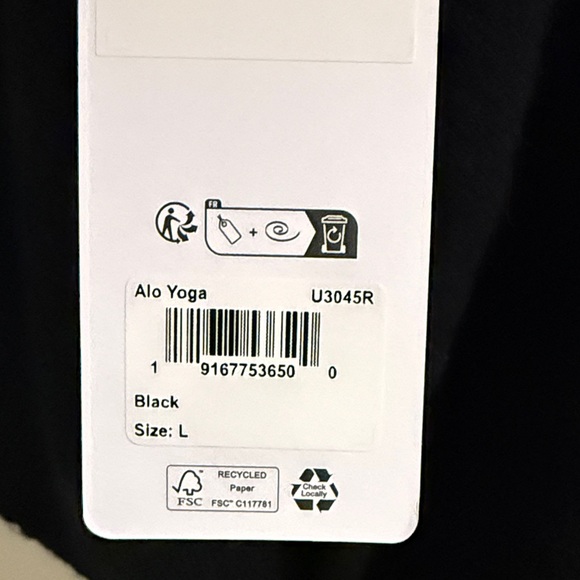 FR
+
Alo Yoga U3045R
1 9167753650 0
Black
Size: L
RECYCLED
Paper
FSC™ C117781
FSC
Check
Locally